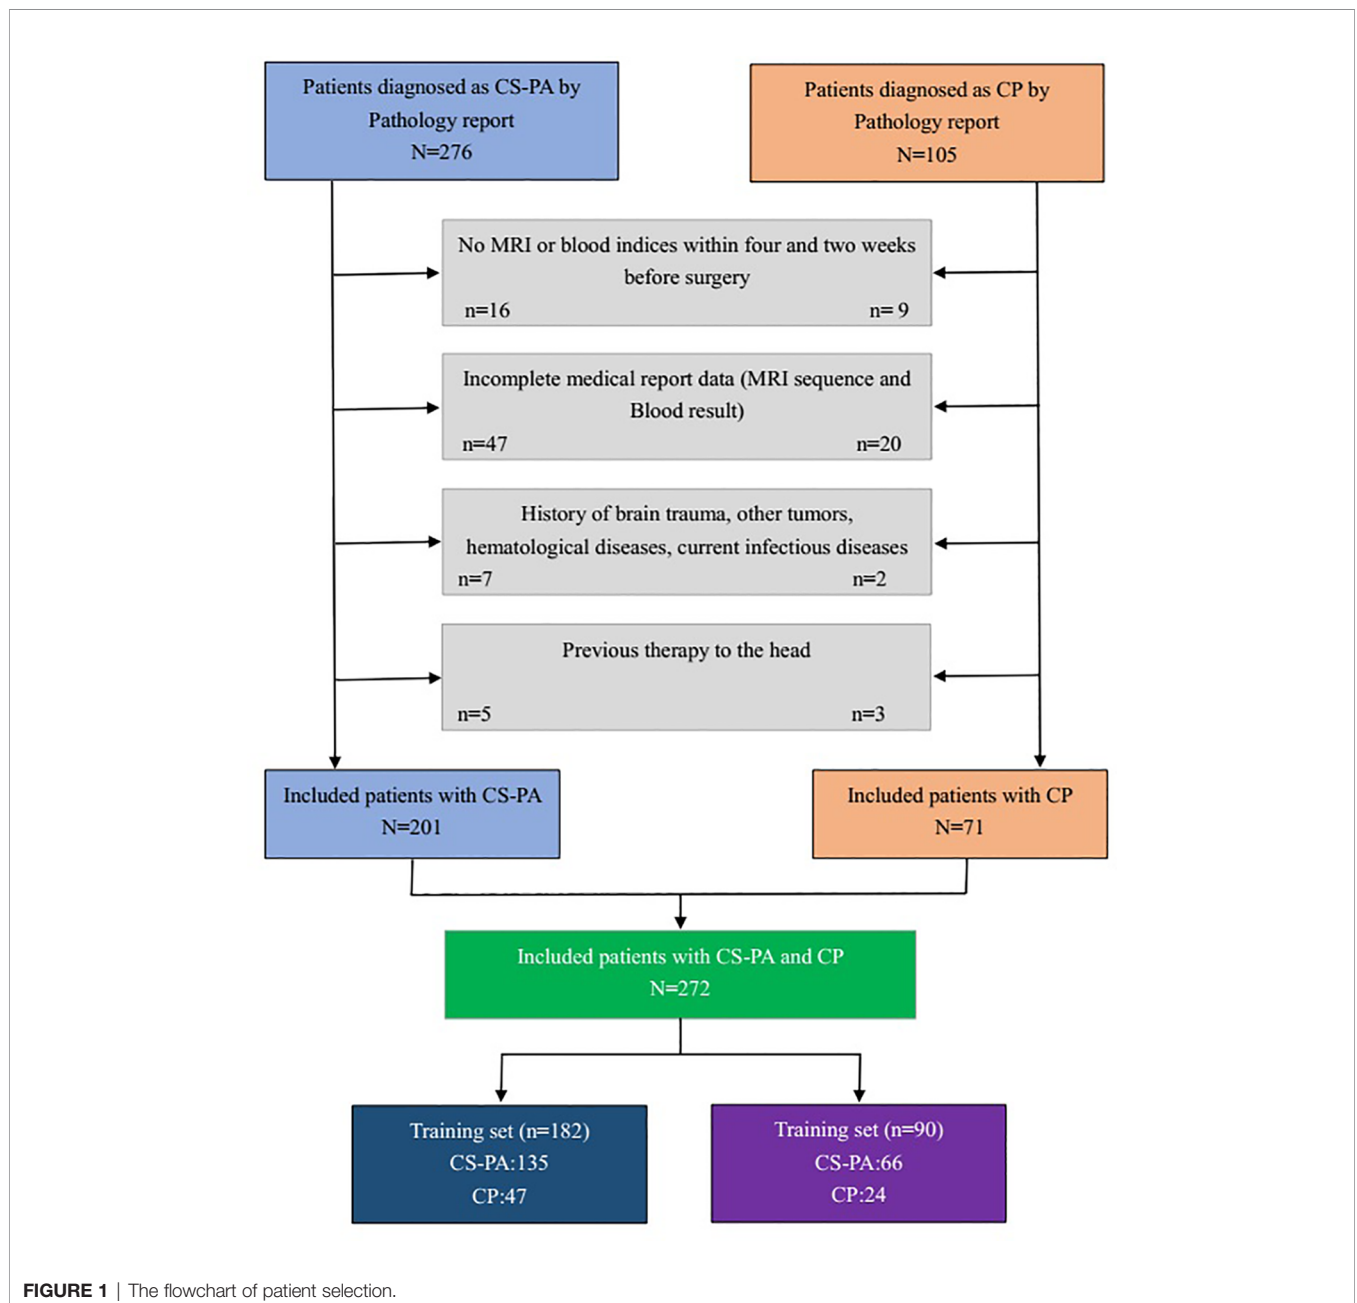 Patients diagnosed as CS-PA by
Pathology report
N=276
Patients diagnosed as CP by
Pathology report
N=105
No MRI or blood indices within four and two weeks
before surgery
n=16 n= 9
Incomplete medical report data (MRI sequence and
Blood result)
n=47 n=20
History of brain trauma, other tumors,
hematological diseases, current infectious diseases
n=7 n=2
Previous therapy to the head
n=5 n=3
Included patients with CS-PA
N=201
Included patients with CP
N=71
Included patients with CS-PA and CP
N=272
Training set (n=182)
CS-PA:135
CP:47
Training set (n=90)
CS-PA:66
CP:24
FIGURE 1 | The flowchart of patient selection.